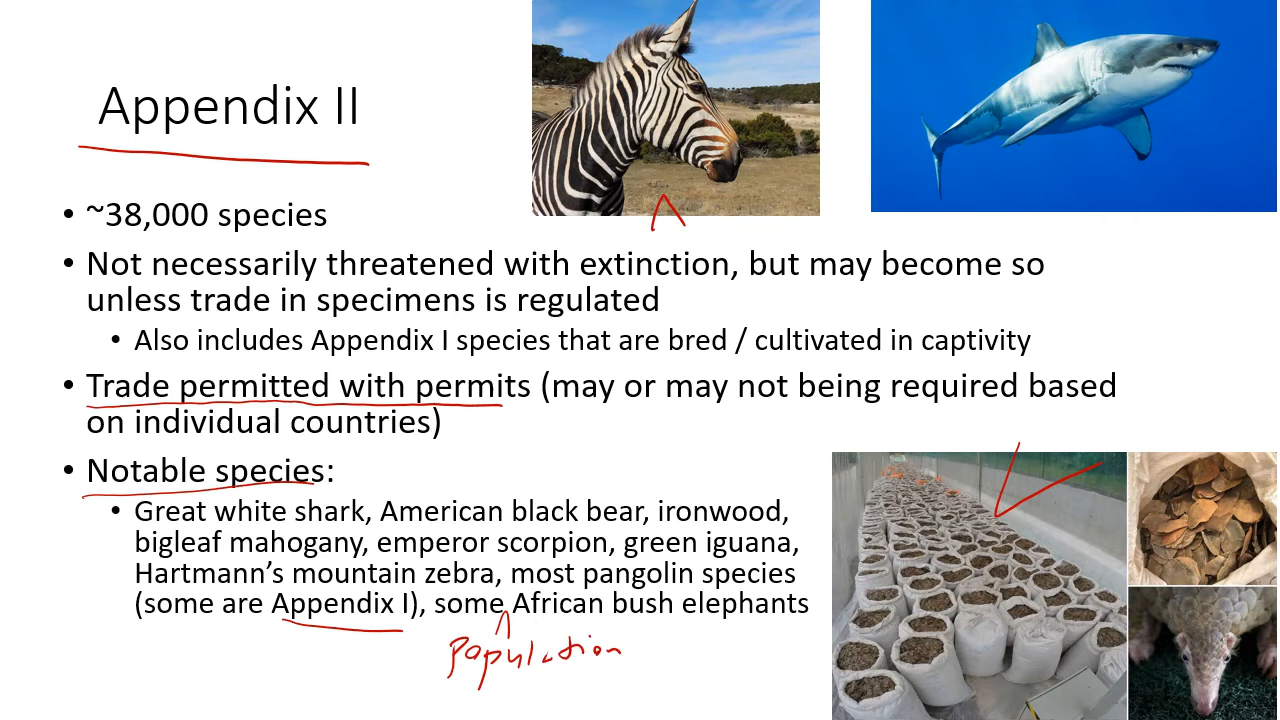 Appendix II
• ~38,000 species
• Not necessarily threatened with extinction, but may become so
unless trade in specimens is regulated
• Also includes Appendix I species that are bred / cultivated in captivity
• Trade permitted with permits (may or may not being required based
on individual countries)
• Notable species:
• Great white shark, American black bear, ironwood,
bigleaf mahogany, emperor scorpion, green iguana,
Hartmann's mountain zebra, most pangolin species
(some are Appendix I), some African bush elephants
population